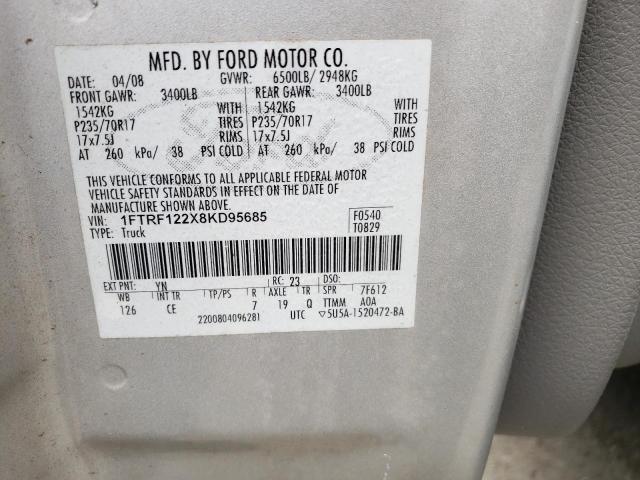 MFD. BY FORD MOTOR CO.
DATE: 04/08 GVWR: 6500LB/ 2948KG
FRONT GAWR: 3400LB REAR GAWR: 3400LB
1542KG WITH 1542KG WITH
P235/70R17 TIRES P235/70R17 TIRES
17x7.5J RIMS 17x7.5J RIMS
AT 260 kPa/ 38 PSI COLD AT 260 kPa/ 38 PSI COLD
THIS VEHICLE CONFORMS TO ALL APPLICABLE FEDERAL MOTOR
VEHICLE SAFETY STANDARDS IN EFFECT ON THE DATE OF
MANUFACTURE SHOWN ABOVE.
VIN: 1FTRF122X8KD95685 F0540
TYPE: Truck T0829
EXT PNT: YN RC: 23 DSO:
WB INT TR TP/PS R AXLE TR SPR 7F612
126 CE 7 19 Q TTMM A0A
2200804096281 UTC ▽5U5A-1520472-BA